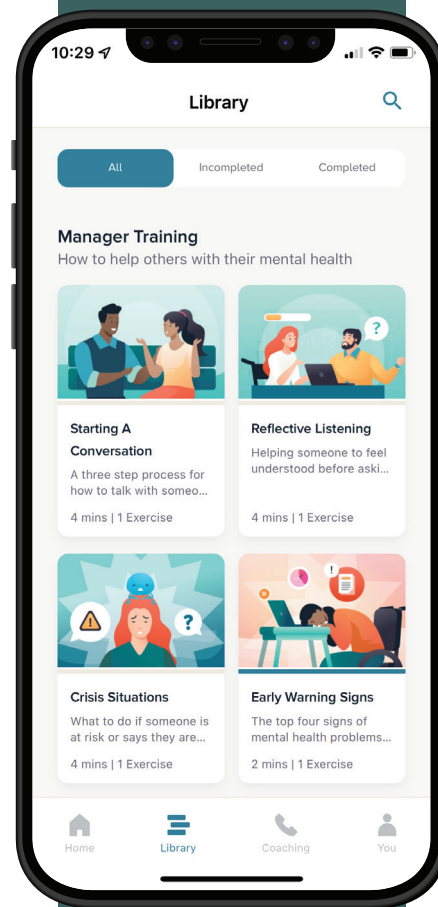 10:29
Library
All
Incompleted
Completed
Manager Training
How to help others with their mental health
?
Starting A
Conversation
A three step process for
how to talk with someo...
4 mins | 1 Exercise
Reflective Listening
Helping someone to feel
understood before aski...
4 mins | 1 Exercise
?
!
Crisis Situations
What to do if someone is
at risk or says they are...
4 mins | 1 Exercise
Early Warning Signs
The top four signs of
mental health problems...
2 mins | 1 Exercise
Home
Library
Coaching
You